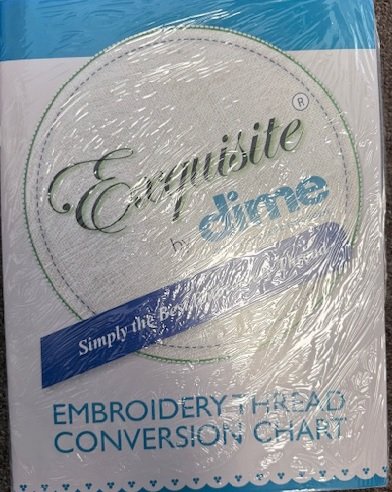 Exquisite®
by dime
Simply the Best
EMBROIDERY THREAD
CONVERSION CHART